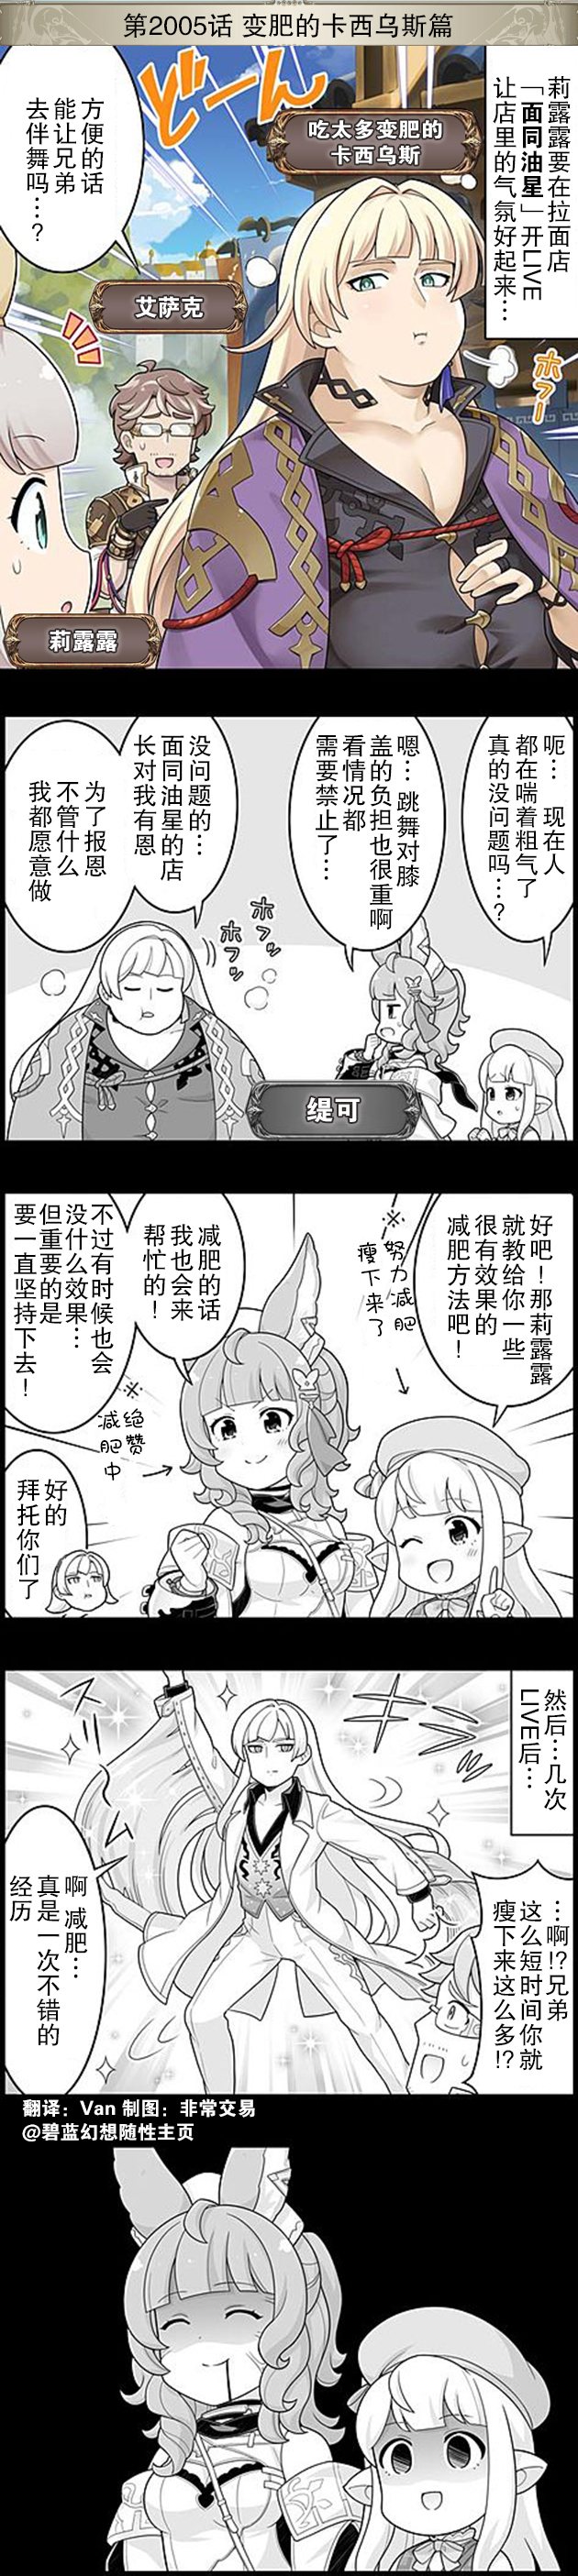 第2005话 变肥的卡西乌斯篇
莉露露要在拉面店
「面同油星」开LIVE
让店里的气氛好起来…
どーん
吃太多变肥的
卡西乌斯
方便的话
能让兄弟
去伴舞吗…?
艾萨克
ホフー
莉露露
呃… 现在人
都在喘着粗气了
真的没问题吗…?
嗯… 跳舞对膝
盖的负担也很重啊
看情况都
需要禁止了…
没问题的…
面同油星的店
长对我有恩
为了报恩
不管什么
我都愿意做
ホフッ
ホフッ
缇可
好吧!那莉露露
就教给你一些
很有效果的
减肥方法吧!
※努力减肥
瘦下来了
减肥的话
我也会来
帮忙的!
不过有时候也会
没什么效果…
但重要的是
要一直坚持下去!
※绝赞
减肥中
好的
拜托你们了
然后…几次
LIVE后…
…啊!?兄弟
这么短时间你就
瘦下来这么多!?
啊 减肥…
真是一次不错的
经历
翻译：Van 制图：非常交易
@碧蓝幻想随性主页